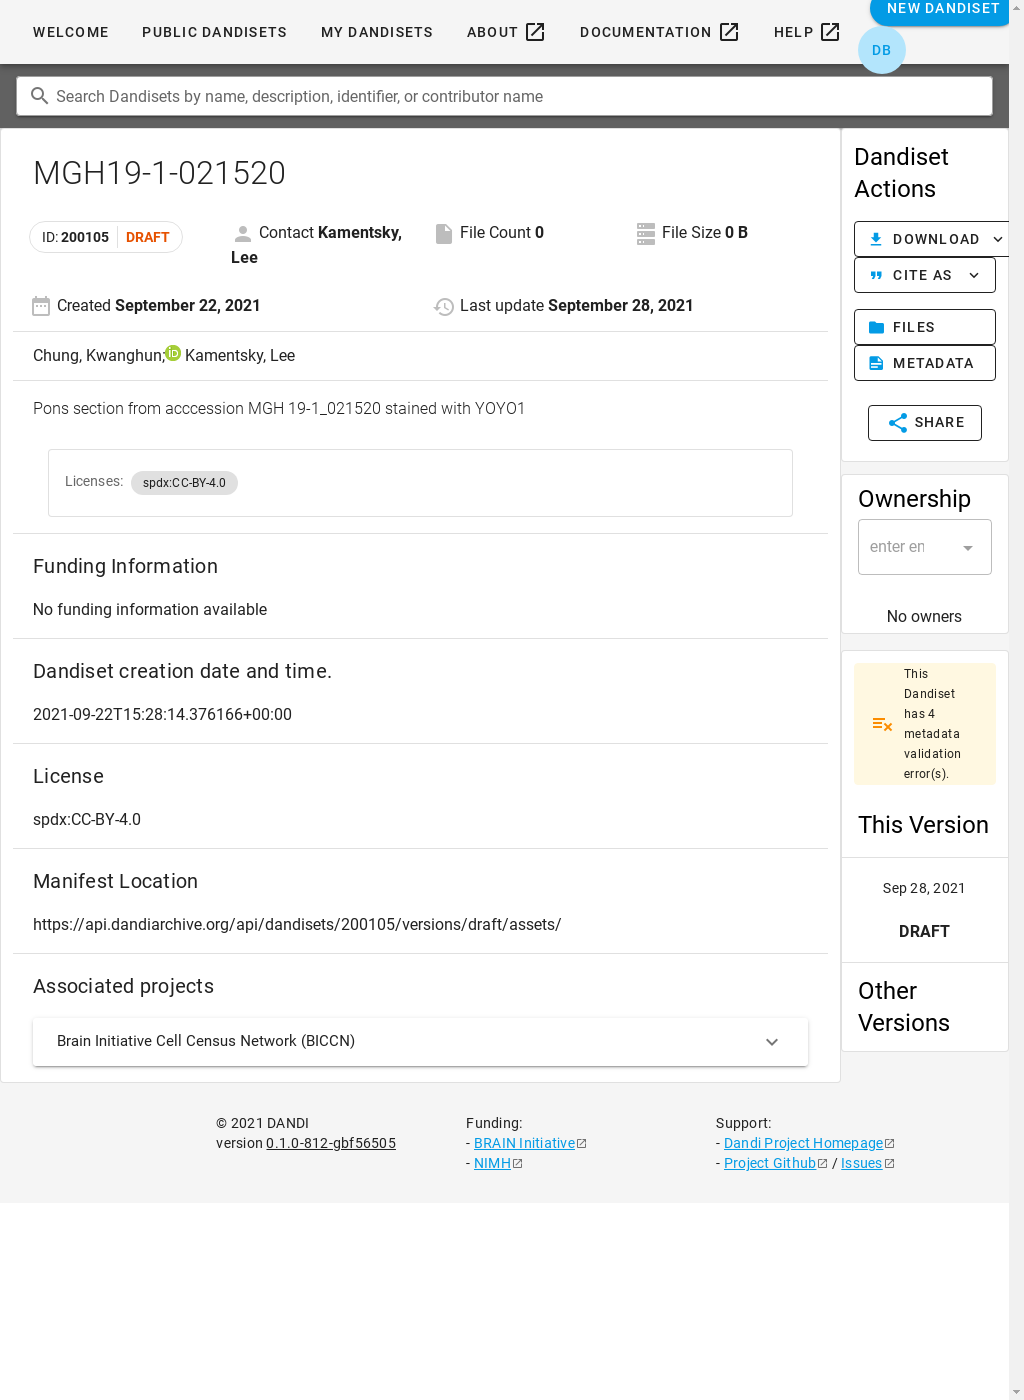 WELCOME PUBLIC DANDISETS MY DANDISETS ABOUT DOCUMENTATION HELP NEW DANDISET
DB
Search Dandisets by name, description, identifier, or contributor name
MGH19-1-021520
ID: 200105 DRAFT
Contact Kamentsky, Lee
File Count 0
File Size 0 B
Created September 22, 2021
Last update September 28, 2021
Chung, Kwanghun; Kamentsky, Lee
Pons section from acccession MGH 19-1_021520 stained with YOYO1
Licenses: spdx:CC-BY-4.0
Funding Information
No funding information available
Dandiset creation date and time.
2021-09-22T15:28:14.376166+00:00
License
spdx:CC-BY-4.0
Manifest Location
https://api.dandiarchive.org/api/dandisets/200105/versions/draft/assets/
Associated projects
Brain Initiative Cell Census Network (BICCN)
Dandiset
Actions
DOWNLOAD
CITE AS
FILES
METADATA
SHARE
Ownership
enter en
No owners
This
Dandiset
has 4
metadata
validation
error(s).
This Version
Sep 28, 2021
DRAFT
Other
Versions
© 2021 DANDI
version 0.1.0-812-gbf56505
Funding:
- BRAIN Initiative
- NIMH
Support:
- Dandi Project Homepage
- Project Github / Issues